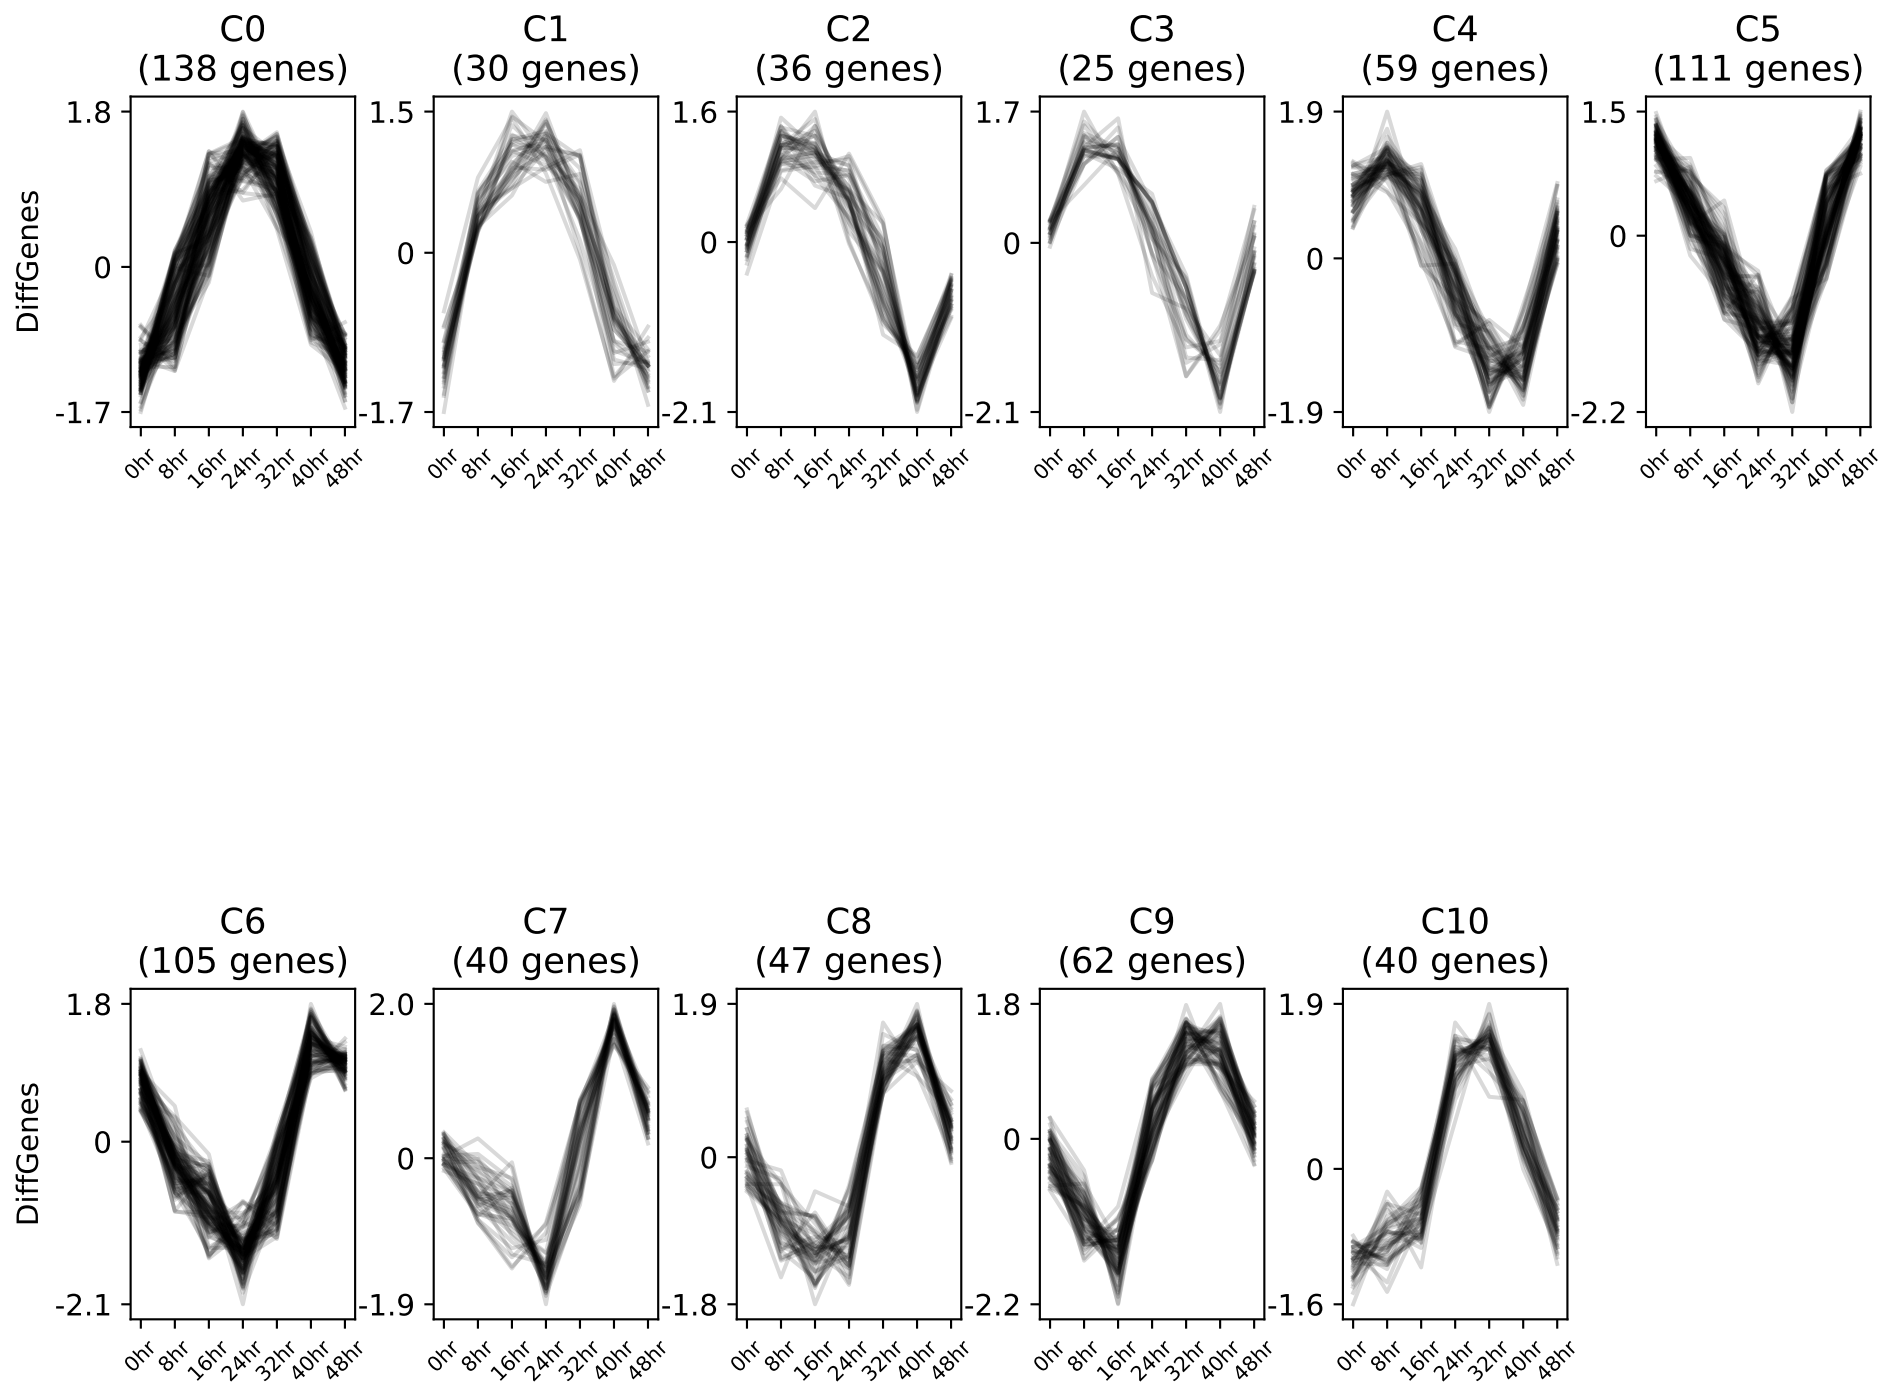 C0
(138 genes)
C1
(30 genes)
C2
(36 genes)
C3
(25 genes)
C4
(59 genes)
C5
(111 genes)
DiffGenes
1.8
0
-1.7
1.5
0
-1.7
1.6
0
-2.1
1.7
0
-2.1
1.9
0
-1.9
1.5
0
-2.2
0hr 8hr 16hr 24hr 32hr 40hr 48hr
0hr 8hr 16hr 24hr 32hr 40hr 48hr
0hr 8hr 16hr 24hr 32hr 40hr 48hr
0hr 8hr 16hr 24hr 32hr 40hr 48hr
0hr 8hr 16hr 24hr 32hr 40hr 48hr
0hr 8hr 16hr 24hr 32hr 40hr 48hr
C6
(105 genes)
C7
(40 genes)
C8
(47 genes)
C9
(62 genes)
C10
(40 genes)
DiffGenes
1.8
0
-2.1
2.0
0
-1.9
1.9
0
-1.8
1.8
0
-2.2
1.9
0
-1.6
0hr 8hr 16hr 24hr 32hr 40hr 48hr
0hr 8hr 16hr 24hr 32hr 40hr 48hr
0hr 8hr 16hr 24hr 32hr 40hr 48hr
0hr 8hr 16hr 24hr 32hr 40hr 48hr
0hr 8hr 16hr 24hr 32hr 40hr 48hr